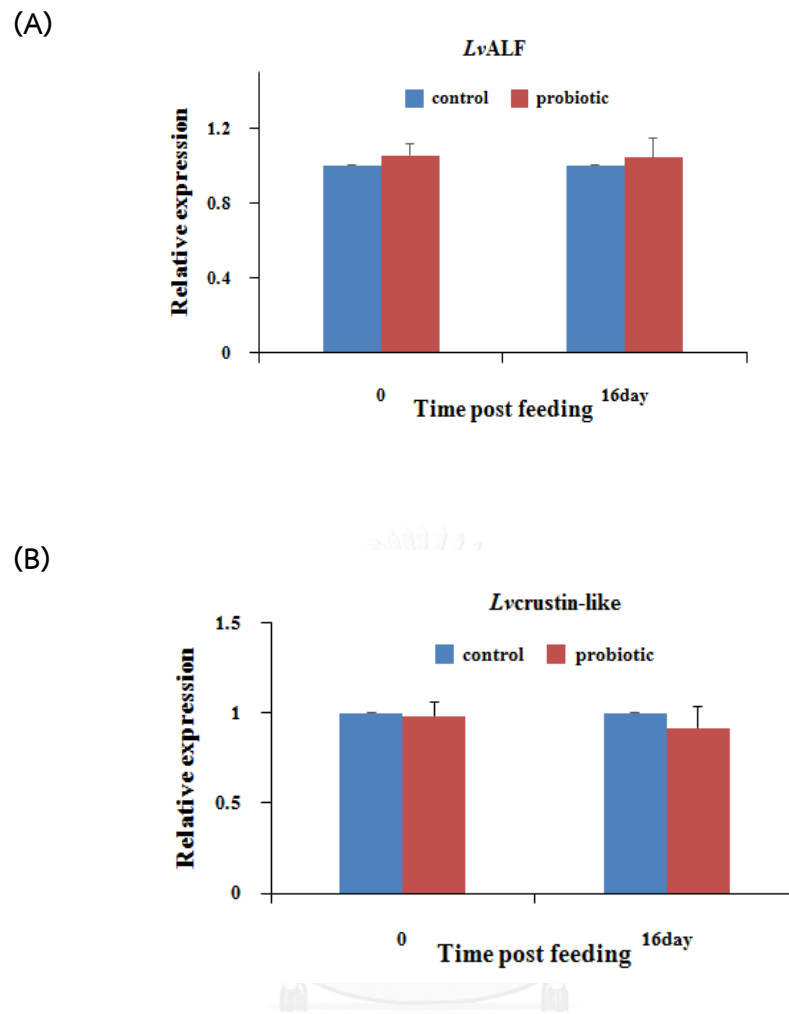 (A)
LvALF
control probiotic
Relative expression
1.2
0.8
0.4
0
0 16day
Time post feeding
(B)
Lvcrustin-like
control probiotic
Relative expression
1.5
1
0.5
0
0 16day
Time post feeding